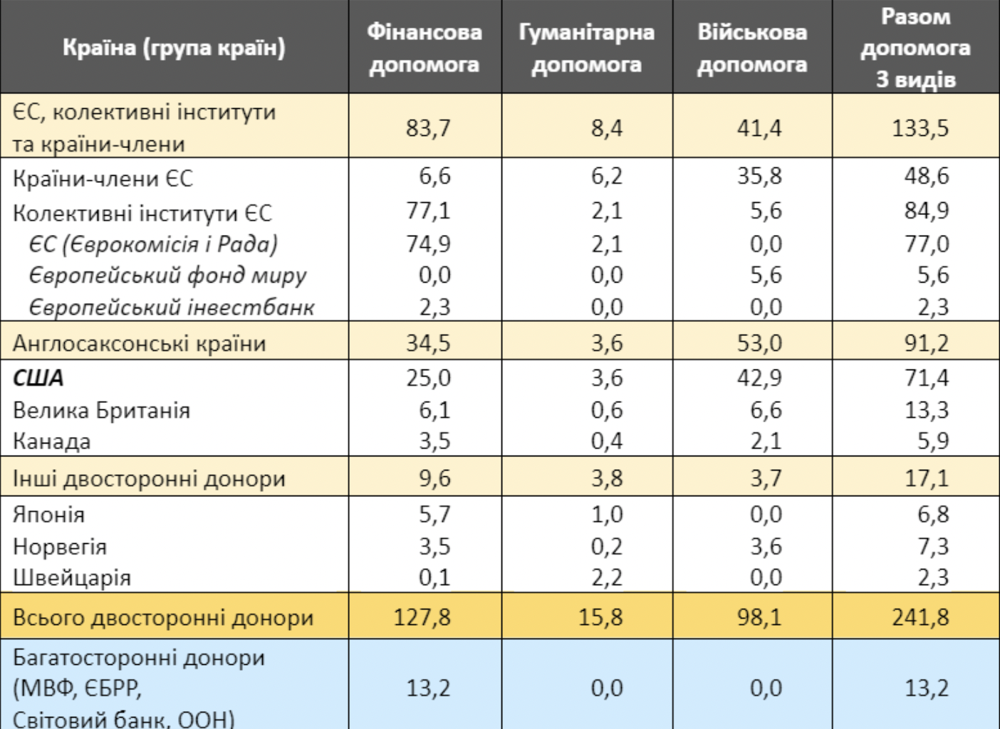 Країна (група країн) Фінансова допомога Гуманітарна допомога Військова допомога Разом допомога 3 видів
ЄС, колективні інститути
та країни-члени 83,7 8,4 41,4 133,5
Країни-члени ЄС 6,6 6,2 35,8 48,6
Колективні інститути ЄС 77,1 2,1 5,6 84,9
ЄС (Єврокомісія і Рада) 74,9 2,1 0,0 77,0
Європейський фонд миру 0,0 0,0 5,6 5,6
Європейський інвестбанк 2,3 0,0 0,0 2,3
Англосаксонські країни 34,5 3,6 53,0 91,2
США 25,0 3,6 42,9 71,4
Велика Британія 6,1 0,6 6,6 13,3
Канада 3,5 0,4 2,1 5,9
Інші двосторонні донори 9,6 3,8 3,7 17,1
Японія 5,7 1,0 0,0 6,8
Норвегія 3,5 0,2 3,6 7,3
Швейцарія 0,1 2,2 0,0 2,3
Всього двосторонні донори 127,8 15,8 98,1 241,8
Багатосторонні донори
(МВФ, ЄБРР, 13,2 0,0 0,0 13,2
Світовий банк, ООН)